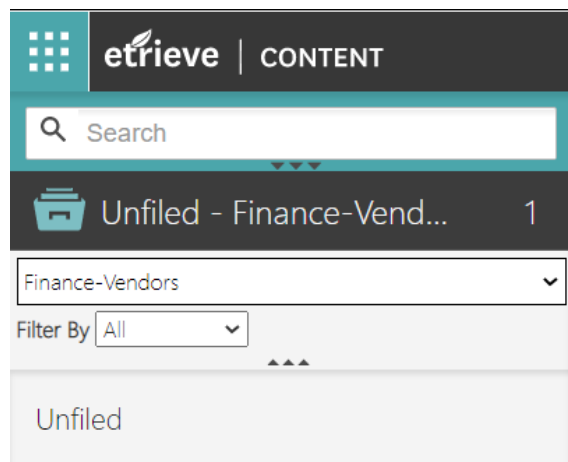 etrieve | CONTENT
Search
Unfiled - Finance-Vend... 1
Finance-Vendors
Filter By All
Unfiled